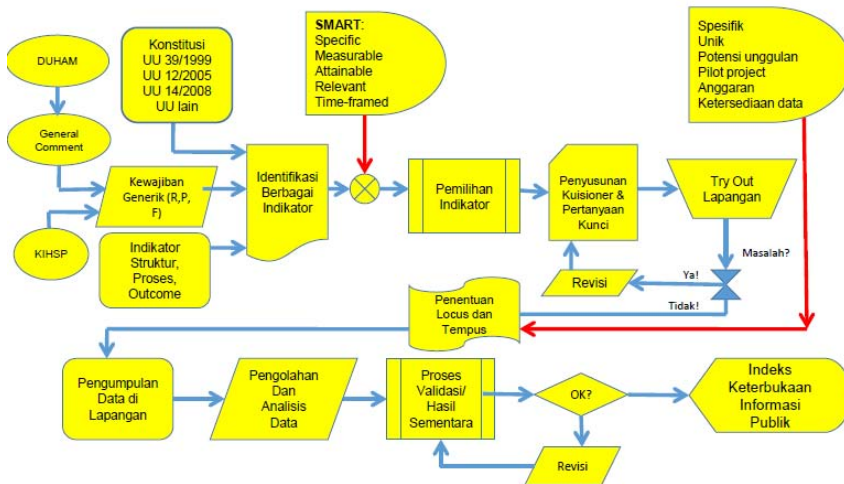 DUHAM
General
Comment
KIHSP
Konstitusi
UU 39/1999
UU 12/2005
UU 14/2008
UU lain
Kewajiban
Generik (R,P,
F)
Indikator
Struktur,
Proses,
Outcome
Identifikasi
Berbagai
Indikator
SMART:
Specific
Measurable
Attainable
Relevant
Time-framed
Pemilihan
Indikator
Penyusunan
Kuisioner &
Pertanyaan
Kunci
Try Out
Lapangan
Spesifik
Unik
Potensi unggulan
Pilot project
Anggaran
Ketersediaan data
Masalah?
Ya!
Revisi
Tidak!
Penentuan
Locus dan
Tempus
Pengumpulan
Data di
Lapangan
Pengolahan
Dan
Analisis
Data
Proses
Validasi/
Hasil
Sementara
OK?
Revisi
Indeks
Keterbukaan
Informasi
Publik